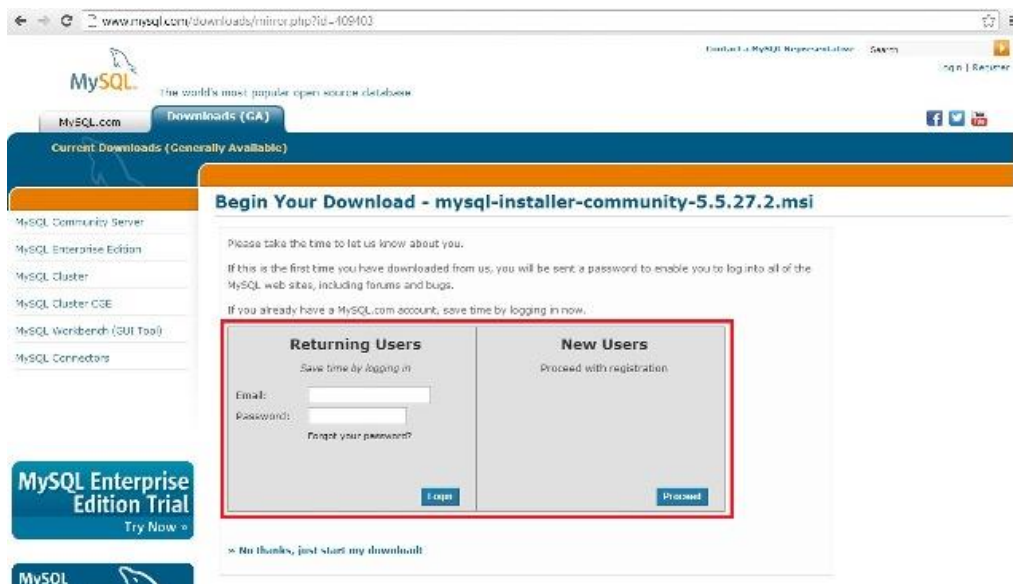 www.mysql.com/downloads/mirror.php?id=409403
Contact a MySQL Representative Search
Login | Register
MySQL
The world's most popular open source database
MySQL.com
Downloads (GA)
Current Downloads (Generally Available)
MySQL Community Server
MySQL Enterprise Edition
MySQL Cluster
MySQL Cluster CGE
MySQL Workbench (GUI Tool)
MySQL Connectors
MySQL Enterprise
Edition Trial
Try Now »
MySQL
Begin Your Download - mysql-installer-community-5.5.27.2.msi
Please take the time to let us know about you.
If this is the first time you have downloaded from us, you will be sent a password to enable you to log into all of the
MySQL web sites, including forums and bugs.
If you already have a MySQL.com account, save time by logging in now.
Returning Users
Save time by logging in
Email:
Password:
Forgot your password?
Login
New Users
Proceed with registration
Proceed
» No thanks, just start my download!